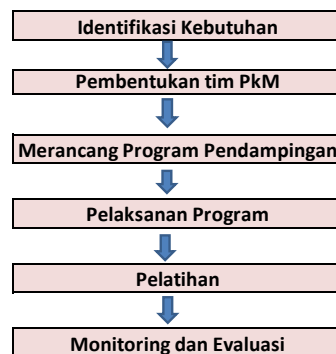 Identifikasi Kebutuhan
Pembentukan tim PkM
Merancang Program Pendampingan
Pelaksanan Program
Pelatihan
Monitoring dan Evaluasi